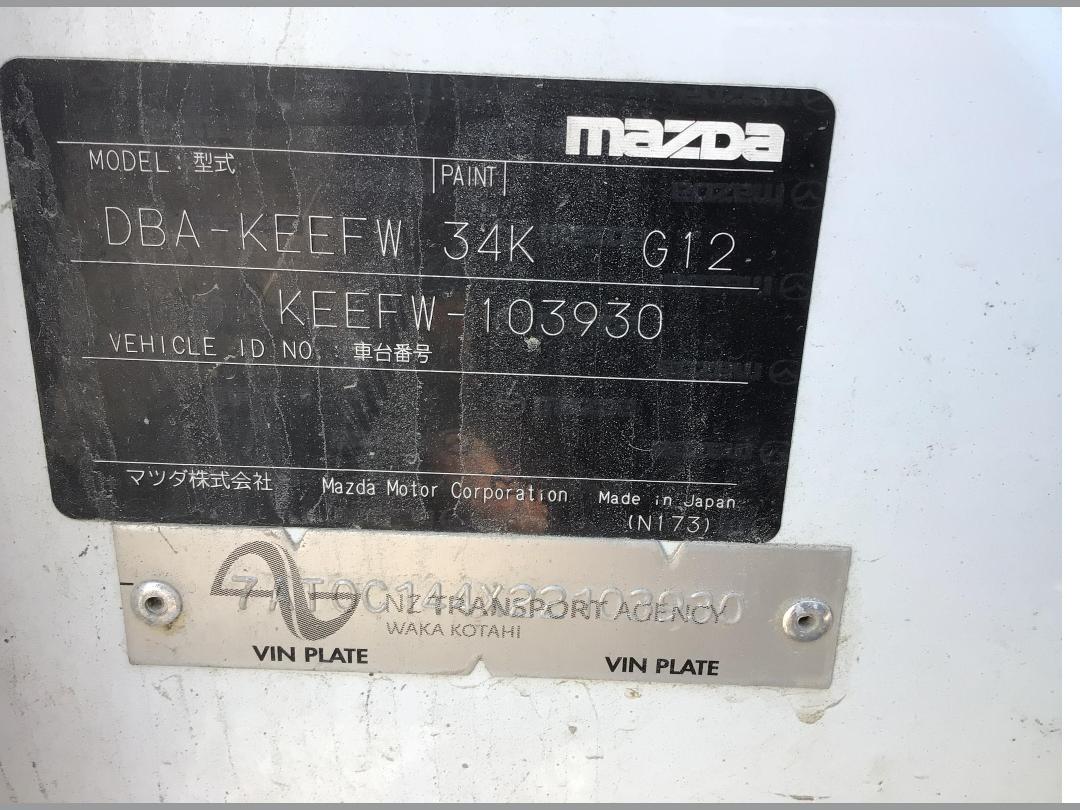 mazda
MODEL 型式 PAINT
DBA-KEEFW 34K G12
KEEFW-103930
VEHICLE ID NO. 車台番号
マツダ株式会社 Mazda Motor Corporation Made in Japan
(N173)
NZ TRANSPORT AGENCY
WAKA KOTAHI
VIN PLATE VIN PLATE